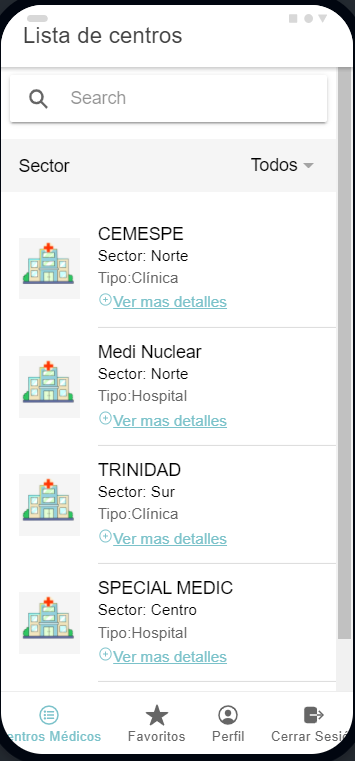 Lista de centros
Search
Sector
Todos
CEMESPE
Sector: Norte
Tipo:Clínica
Ver mas detalles
Medi Nuclear
Sector: Norte
Tipo:Hospital
Ver mas detalles
TRINIDAD
Sector: Sur
Tipo:Clínica
Ver mas detalles
SPECIAL MEDIC
Sector: Centro
Tipo:Hospital
Ver mas detalles
entros Médicos
Favoritos
Perfil
Cerrar Sesió